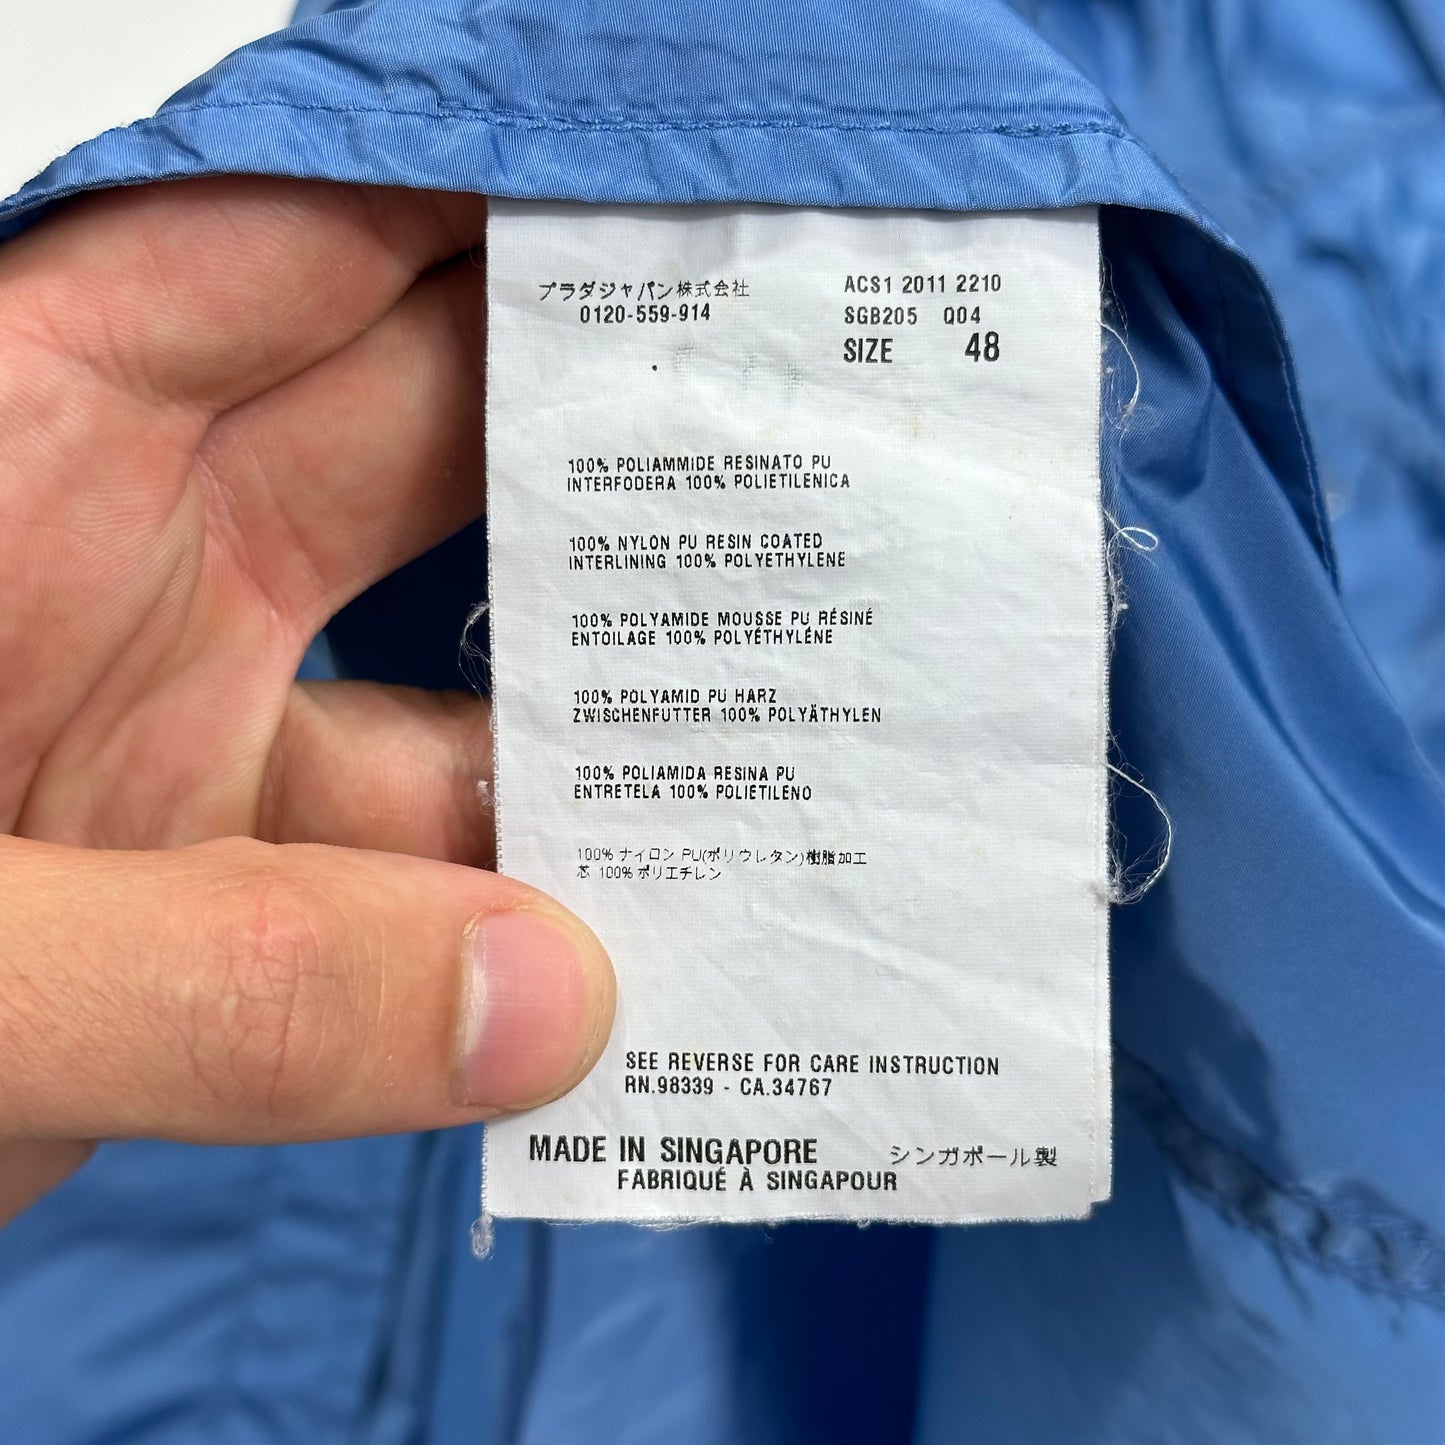 プラダジャパン株式会社
0120-559-914
ACS1 2011 2210
SGB205 Q04
SIZE 48
100% POLIAMMIDE RESINATO PU
INTERFODERA 100% POLIETILENICA
100% NYLON PU RESIN COATED
INTERLINING 100% POLYETHYLENE
100% POLYAMIDE MOUSSE PU RÉSINÉ
ENTOILAGE 100% POLYÉTHYLÉNE
100% POLYAMID PU HARZ
ZWISCHENFUTTER 100% POLYÄTHYLEN
100% POLIAMIDA RESINA PU
ENTRETELA 100% POLIETILENO
100% ナイロン PU(ポリウレタン)樹脂加工
芯 100% ポリエチレン
SEE REVERSE FOR CARE INSTRUCTION
RN.98339 - CA.34767
MADE IN SINGAPORE シンガポール製
FABRIQUÉ À SINGAPOUR